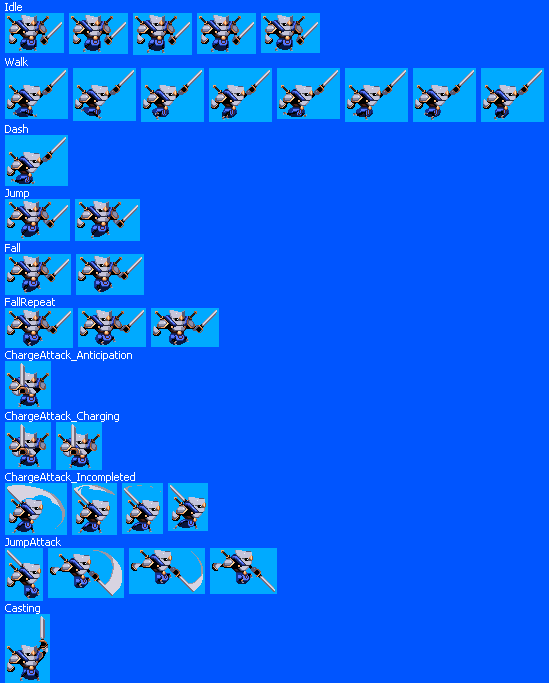 Idle
Walk
Dash
Jump
Fall
FallRepeat
ChargeAttack_Anticipation
ChargeAttack_Charging
ChargeAttack_Incompleted
JumpAttack
Casting